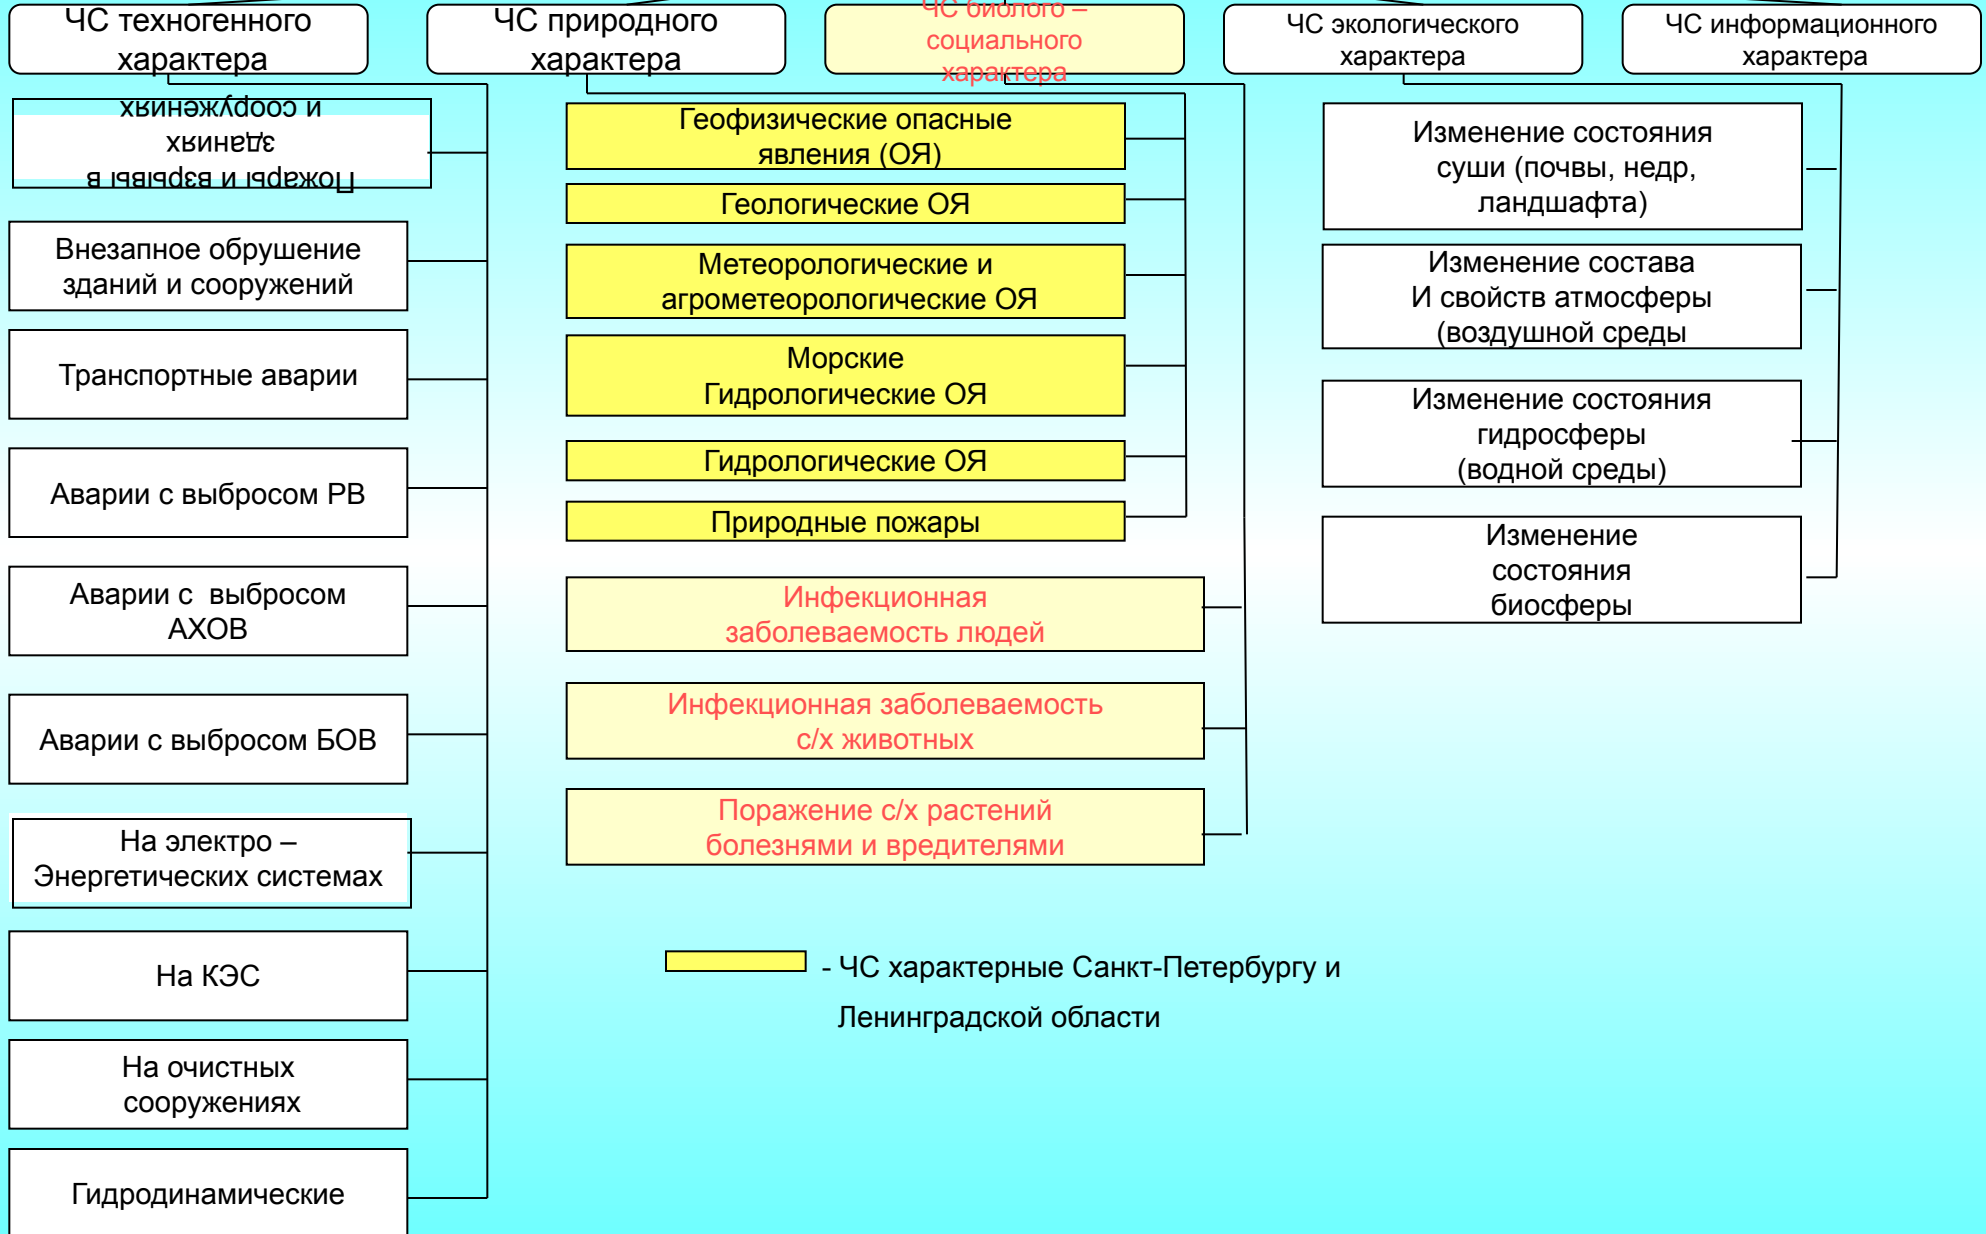 ЧС техногенного
характера
ЧС природного
характера
ЧС биолого –
социального
характера
ЧС экологического
характера
ЧС информационного
характера
Пожары и взрывы в
зданиях
и сооружениях
Внезапное обрушение
зданий и сооружений
Транспортные аварии
Аварии с выбросом РВ
Аварии с выбросом
АХОВ
Аварии с выбросом БОВ
На электро –
Энергетических системах
На КЭС
На очистных
сооружениях
Гидродинамические
Геофизические опасные
явления (ОЯ)
Геологические ОЯ
Метеорологические и
агрометеорологические ОЯ
Морские
Гидрологические ОЯ
Гидрологические ОЯ
Природные пожары
Инфекционная
заболеваемость людей
Инфекционная заболеваемость
с/х животных
Поражение с/х растений
болезнями и вредителями
Изменение состояния
суши (почвы, недр,
ландшафта)
Изменение состава
И свойств атмосферы
(воздушной среды
Изменение состояния
гидросферы
(водной среды)
Изменение
состояния
биосферы
- ЧС характерные Санкт-Петербургу и
Ленинградской области